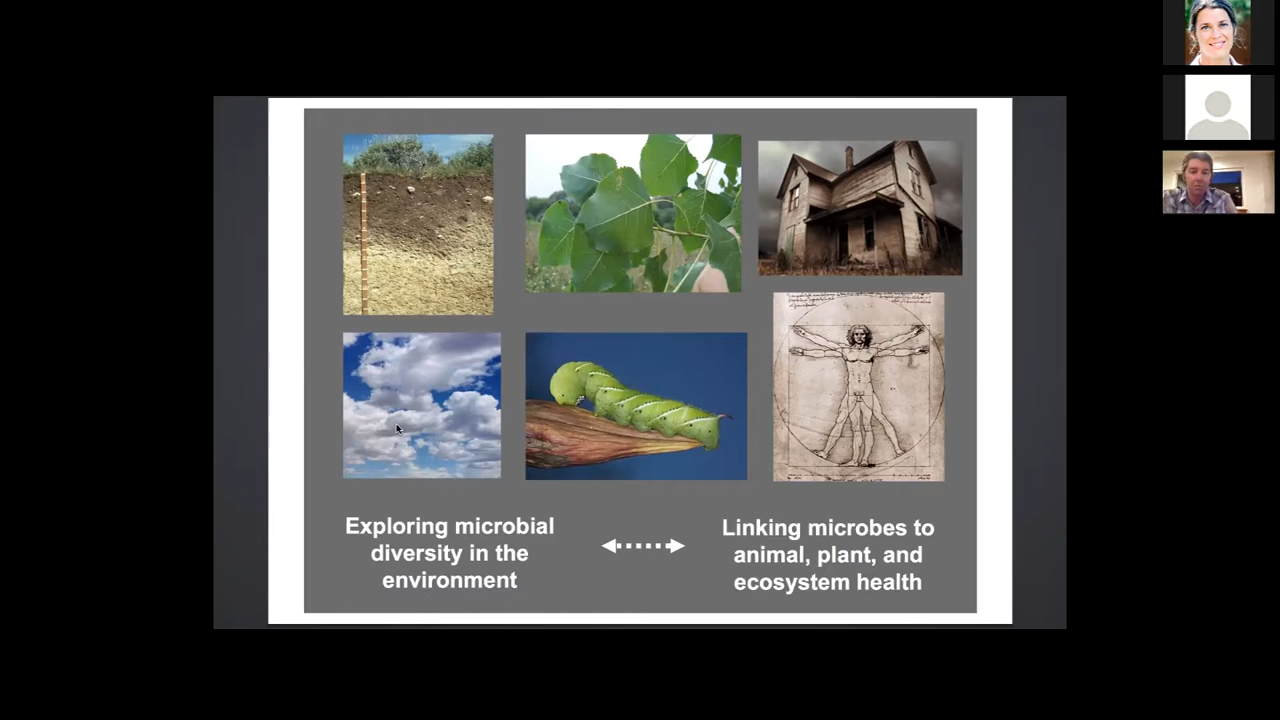 Exploring microbial
diversity in the
environment
Linking microbes to
animal, plant, and
ecosystem health